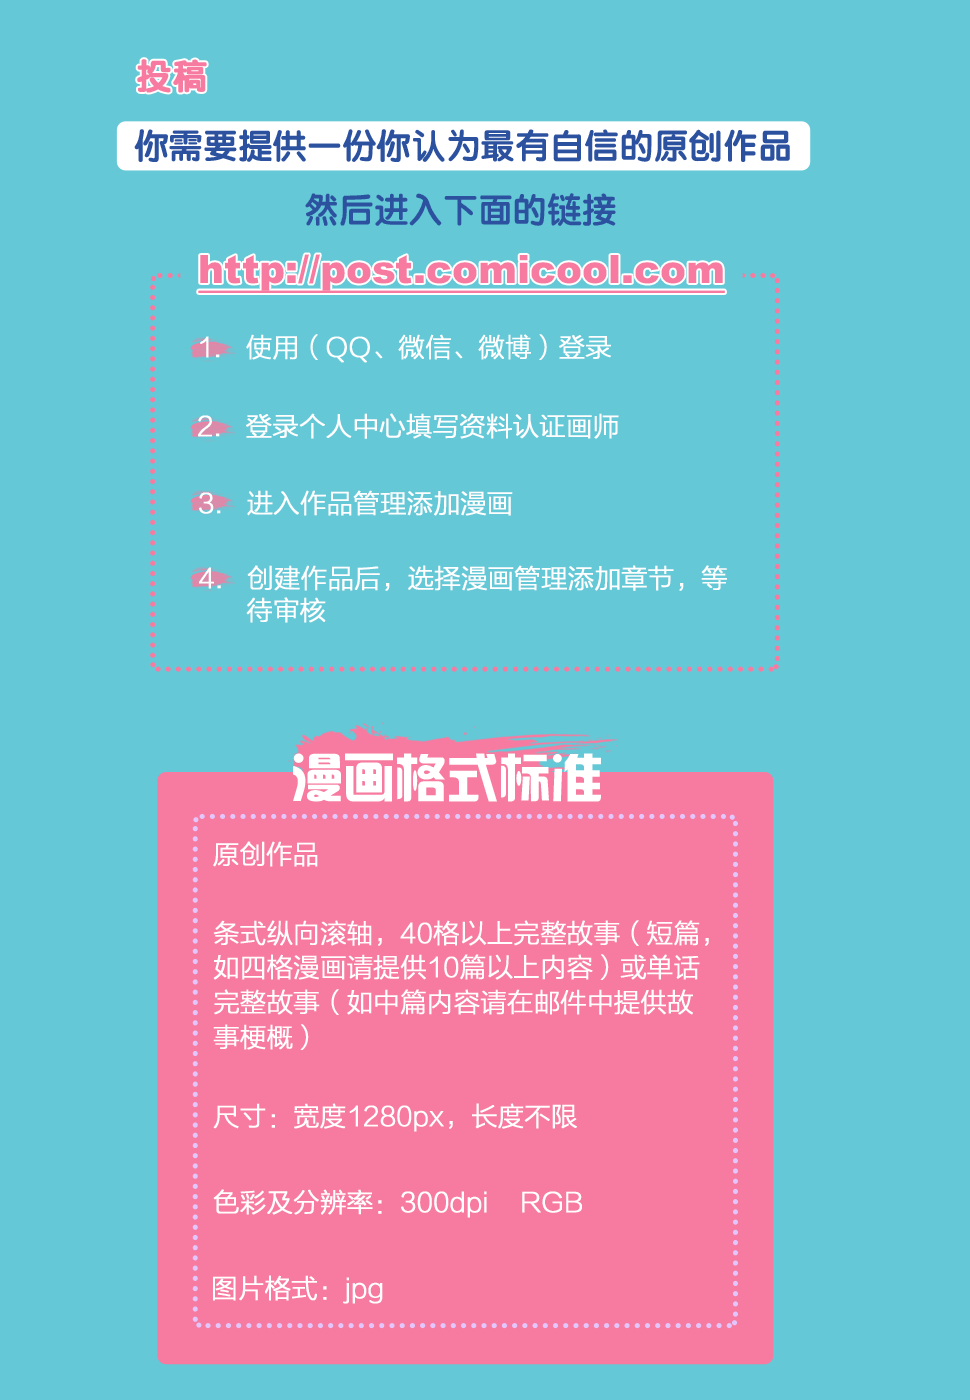 投稿
你需要提供一份你认为最有自信的原创作品
然后进入下面的链接
http://post.comicool.com
1. 使用（QQ、微信、微博）登录
2. 登录个人中心填写资料认证画师
3. 进入作品管理添加漫画
4. 创建作品后，选择漫画管理添加章节，等
待审核
漫画格式标准
原创作品
条式纵向滚轴，40格以上完整故事（短篇，
如四格漫画请提供10篇以上内容）或单话
完整故事（如中篇内容请在邮件中提供故
事梗概）
尺寸：宽度1280px，长度不限
色彩及分辨率：300dpi RGB
图片格式：jpg